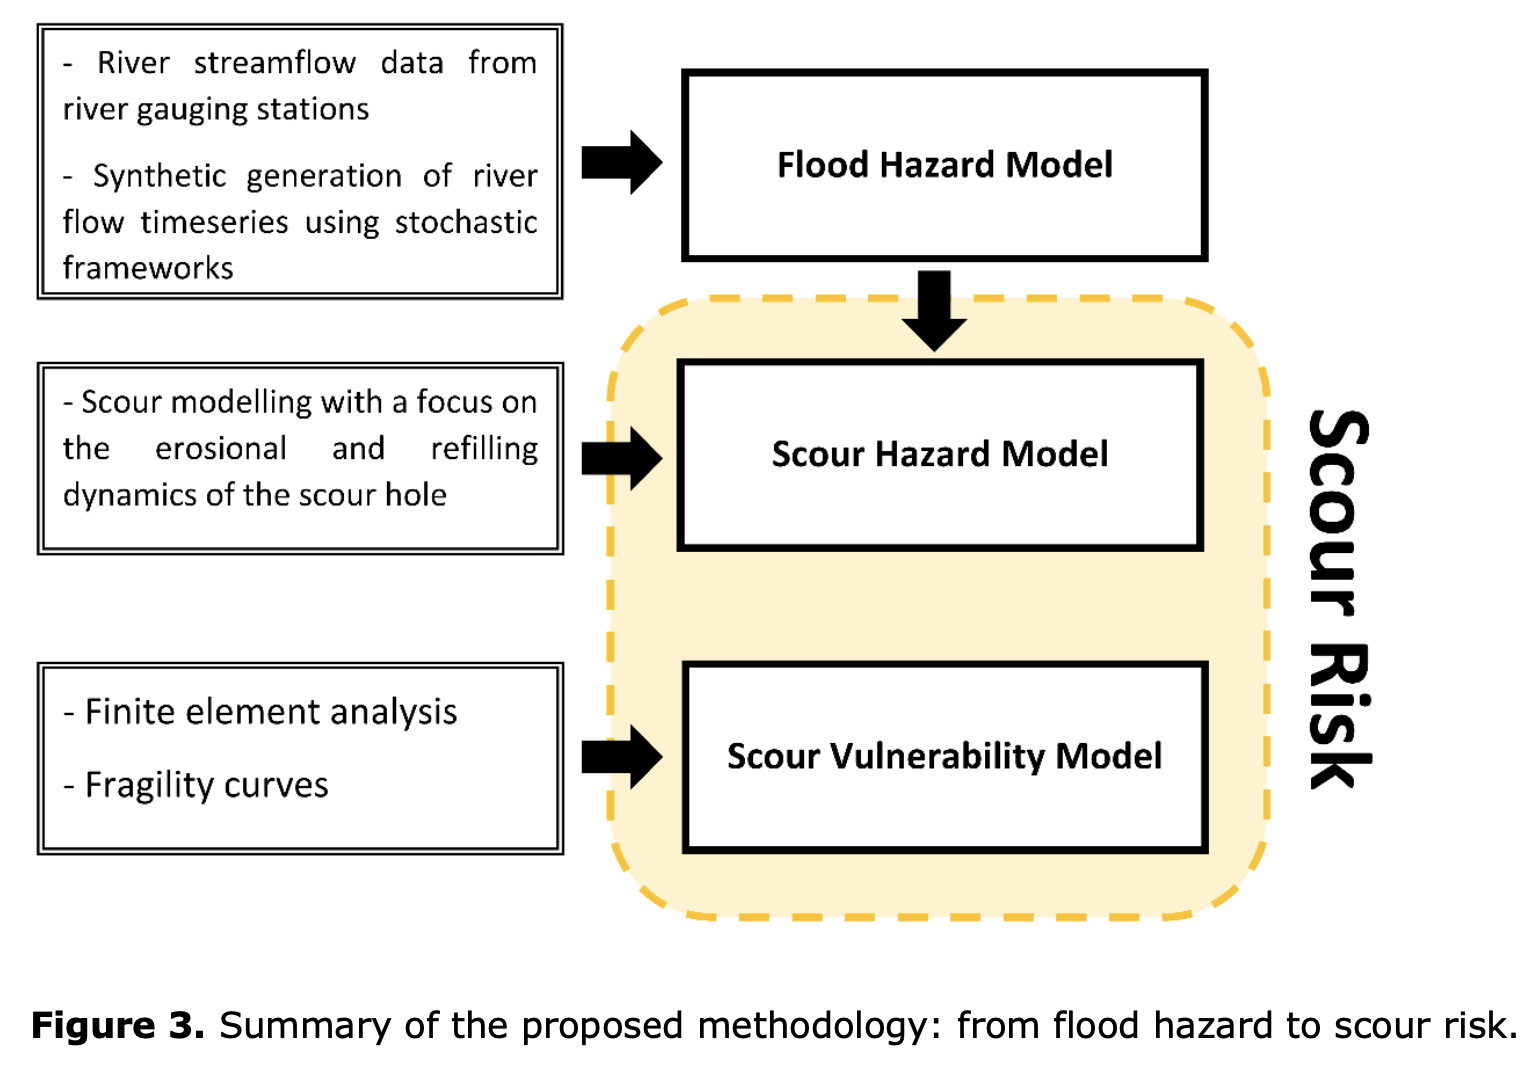 - River streamflow data from
river gauging stations
- Synthetic generation of river
flow timeseries using stochastic
frameworks
Flood Hazard Model
- Scour modelling with a focus on
the erosional and refilling
dynamics of the scour hole
Scour Hazard Model
- Finite element analysis
- Fragility curves
Scour Vulnerability Model
Scour Risk
Figure 3. Summary of the proposed methodology: from flood hazard to scour risk.